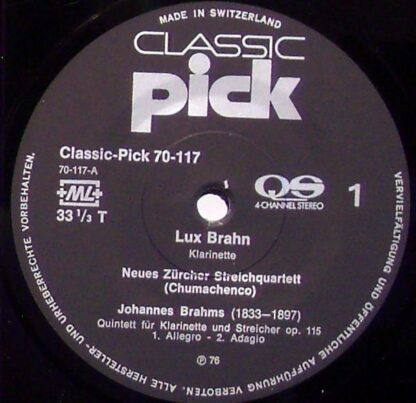 MADE IN SWITZERLAND
CLASSIC
pick
Classic-Pick 70-117
70-117-A
ML
33 1/3 T
QS
4-CHANNEL STEREO
1
Lux Brahn
Klarinette
Neues Zürcher Streichquartett
(Chumachenco)
Johannes Brahms (1833–1897)
Quintett für Klarinette und Streicher op. 115
1. Allegro - 2. Adagio
℗ 76
ALLE HERSTELLER- UND URHEBERRECHTE VORBEHALTEN.
VERVIELFÄLTIGUNG UND ÖFFENTLICHE AUFFÜHRUNG VERBOTEN.